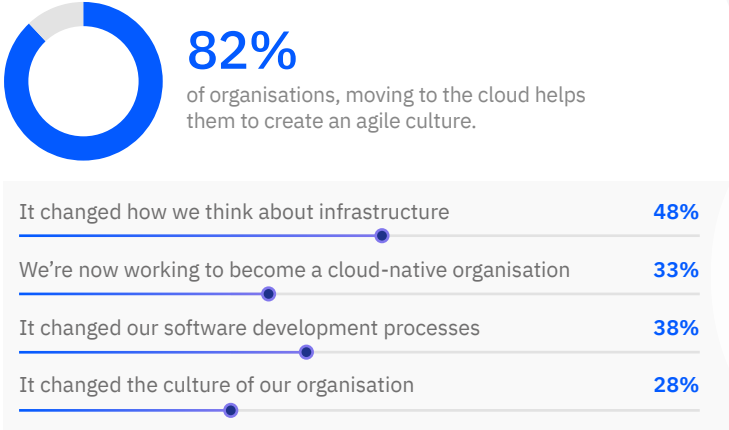 82%
of organisations, moving to the cloud helps
them to create an agile culture.
It changed how we think about infrastructure 48%
We’re now working to become a cloud-native organisation 33%
It changed our software development processes 38%
It changed the culture of our organisation 28%